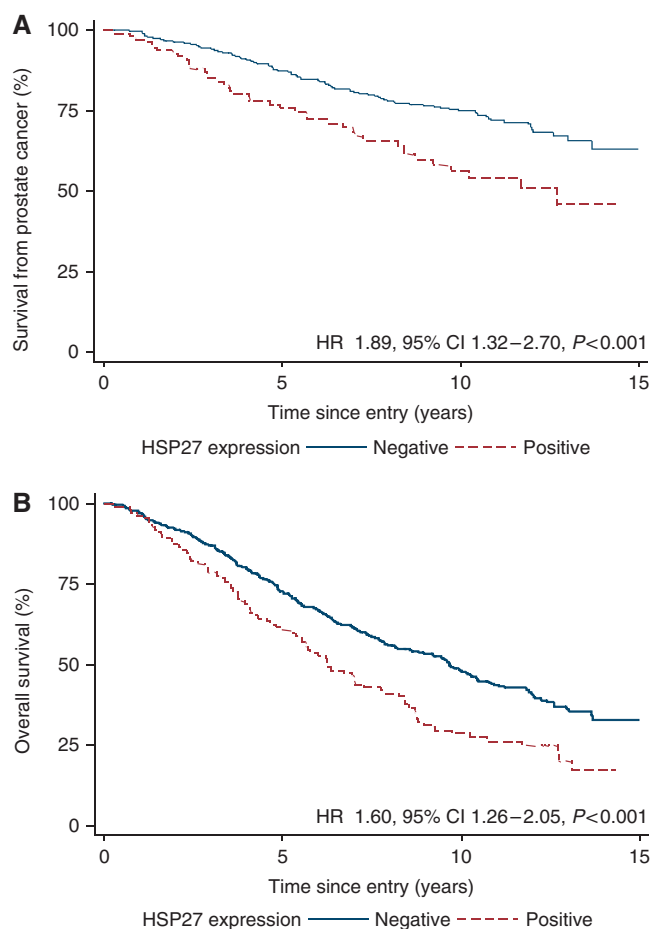 A
Survival from prostate cancer (%)
100
75
50
25
0
HR 1.89, 95% CI 1.32–2.70, P<0.001
0 5 10 15
Time since entry (years)
HSP27 expression Negative Positive
B
Overall survival (%)
100
75
50
25
0
HR 1.60, 95% CI 1.26–2.05, P<0.001
0 5 10 15
Time since entry (years)
HSP27 expression Negative Positive